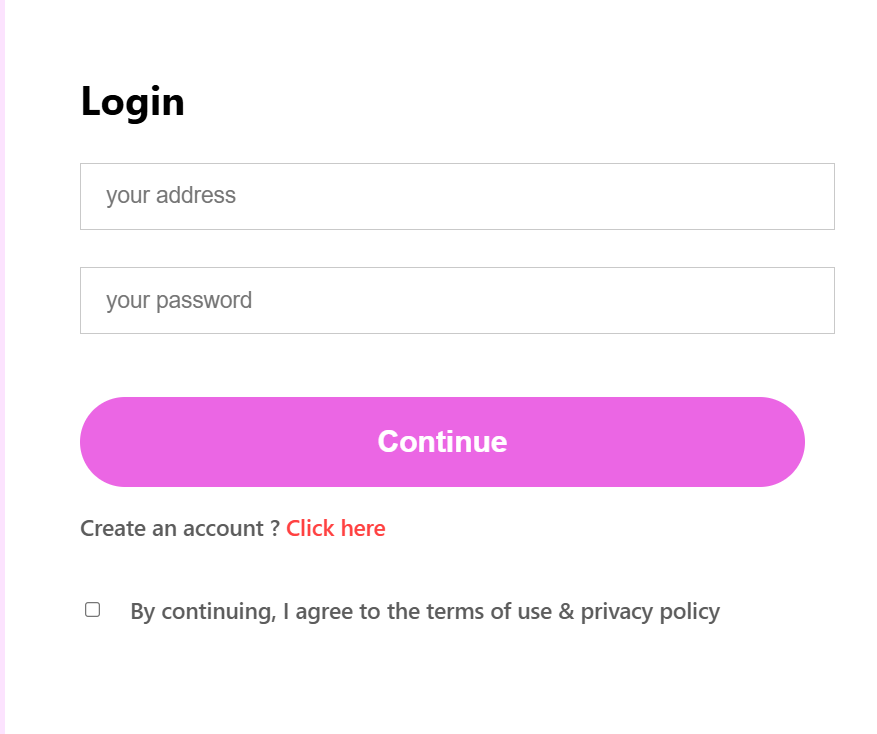 Login
your address
your password
Continue
Create an account ? Click here
By continuing, I agree to the terms of use & privacy policy